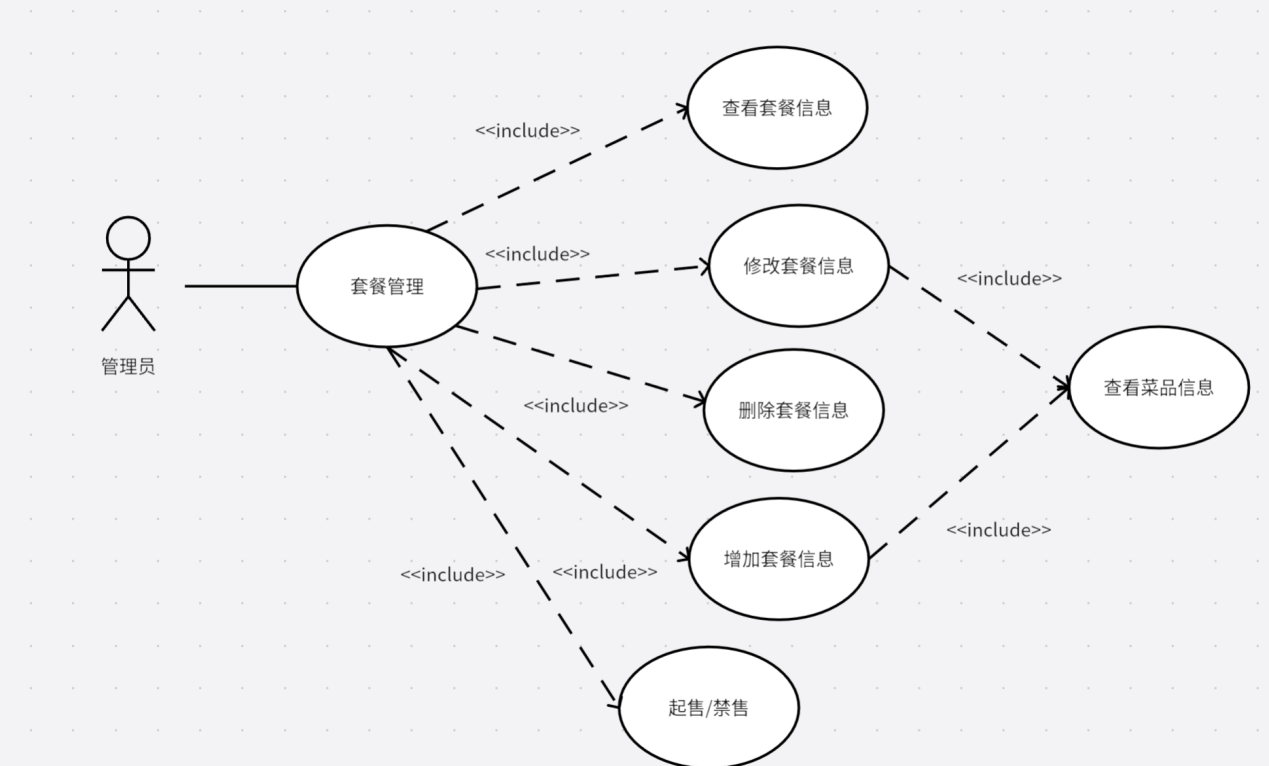 查看套餐信息
<<include>>
<<include>>
修改套餐信息
<<include>>
套餐管理
管理员
查看菜品信息
<<include>>
删除套餐信息
<<include>>
增加套餐信息
<<include>>
<<include>>
起售/禁售